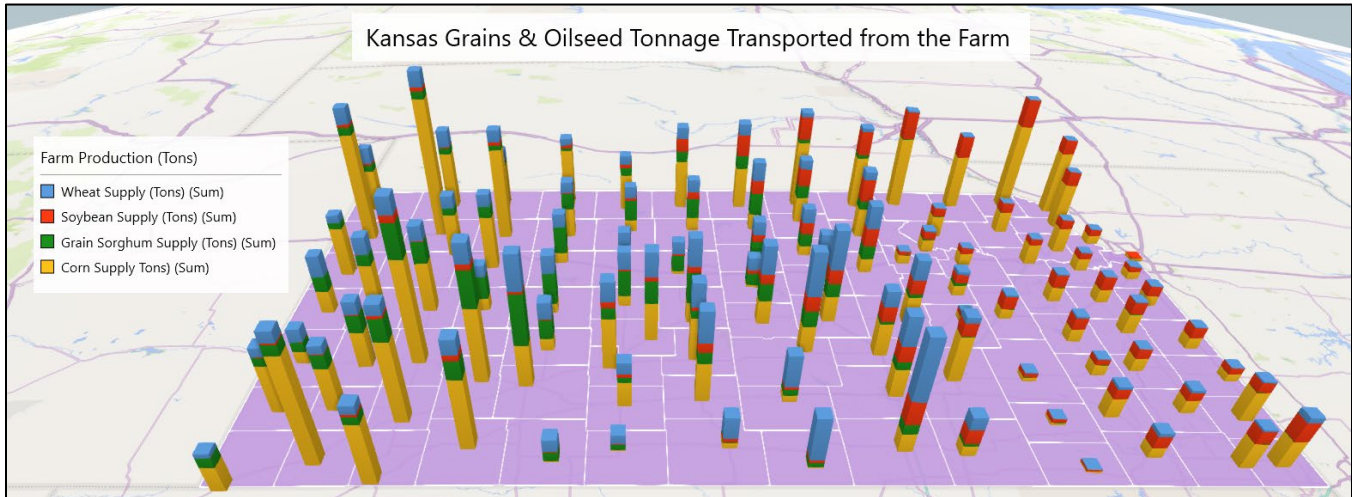 Kansas Grains & Oilseed Tonnage Transported from the Farm
Farm Production (Tons)
Wheat Supply (Tons) (Sum)
Soybean Supply (Tons) (Sum)
Grain Sorghum Supply (Tons) (Sum)
Corn Supply Tons) (Sum)